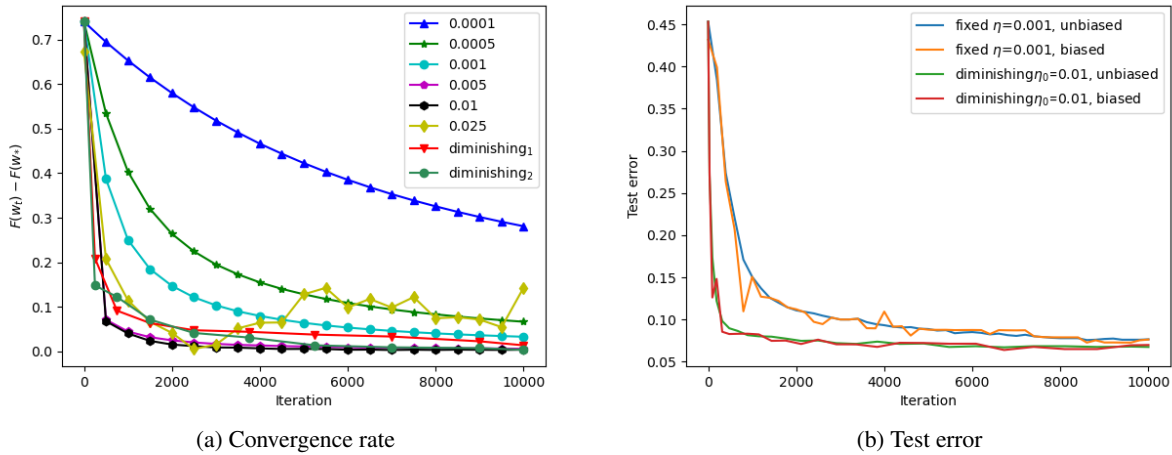 0.7
0.6
0.5
0.4
0.3
0.2
0.1
0.0
F(w_t) − F(w_*)
0 2000 4000 6000 8000 10000
Iteration
0.0001
0.0005
0.001
0.005
0.01
0.025
diminishing₁
diminishing₂
(a) Convergence rate
0.45
0.40
0.35
0.30
0.25
0.20
0.15
0.10
0.05
Test error
0 2000 4000 6000 8000 10000
Iteration
fixed η=0.001, unbiased
fixed η=0.001, biased
diminishingη₀=0.01, unbiased
diminishingη₀=0.01, biased
(b) Test error